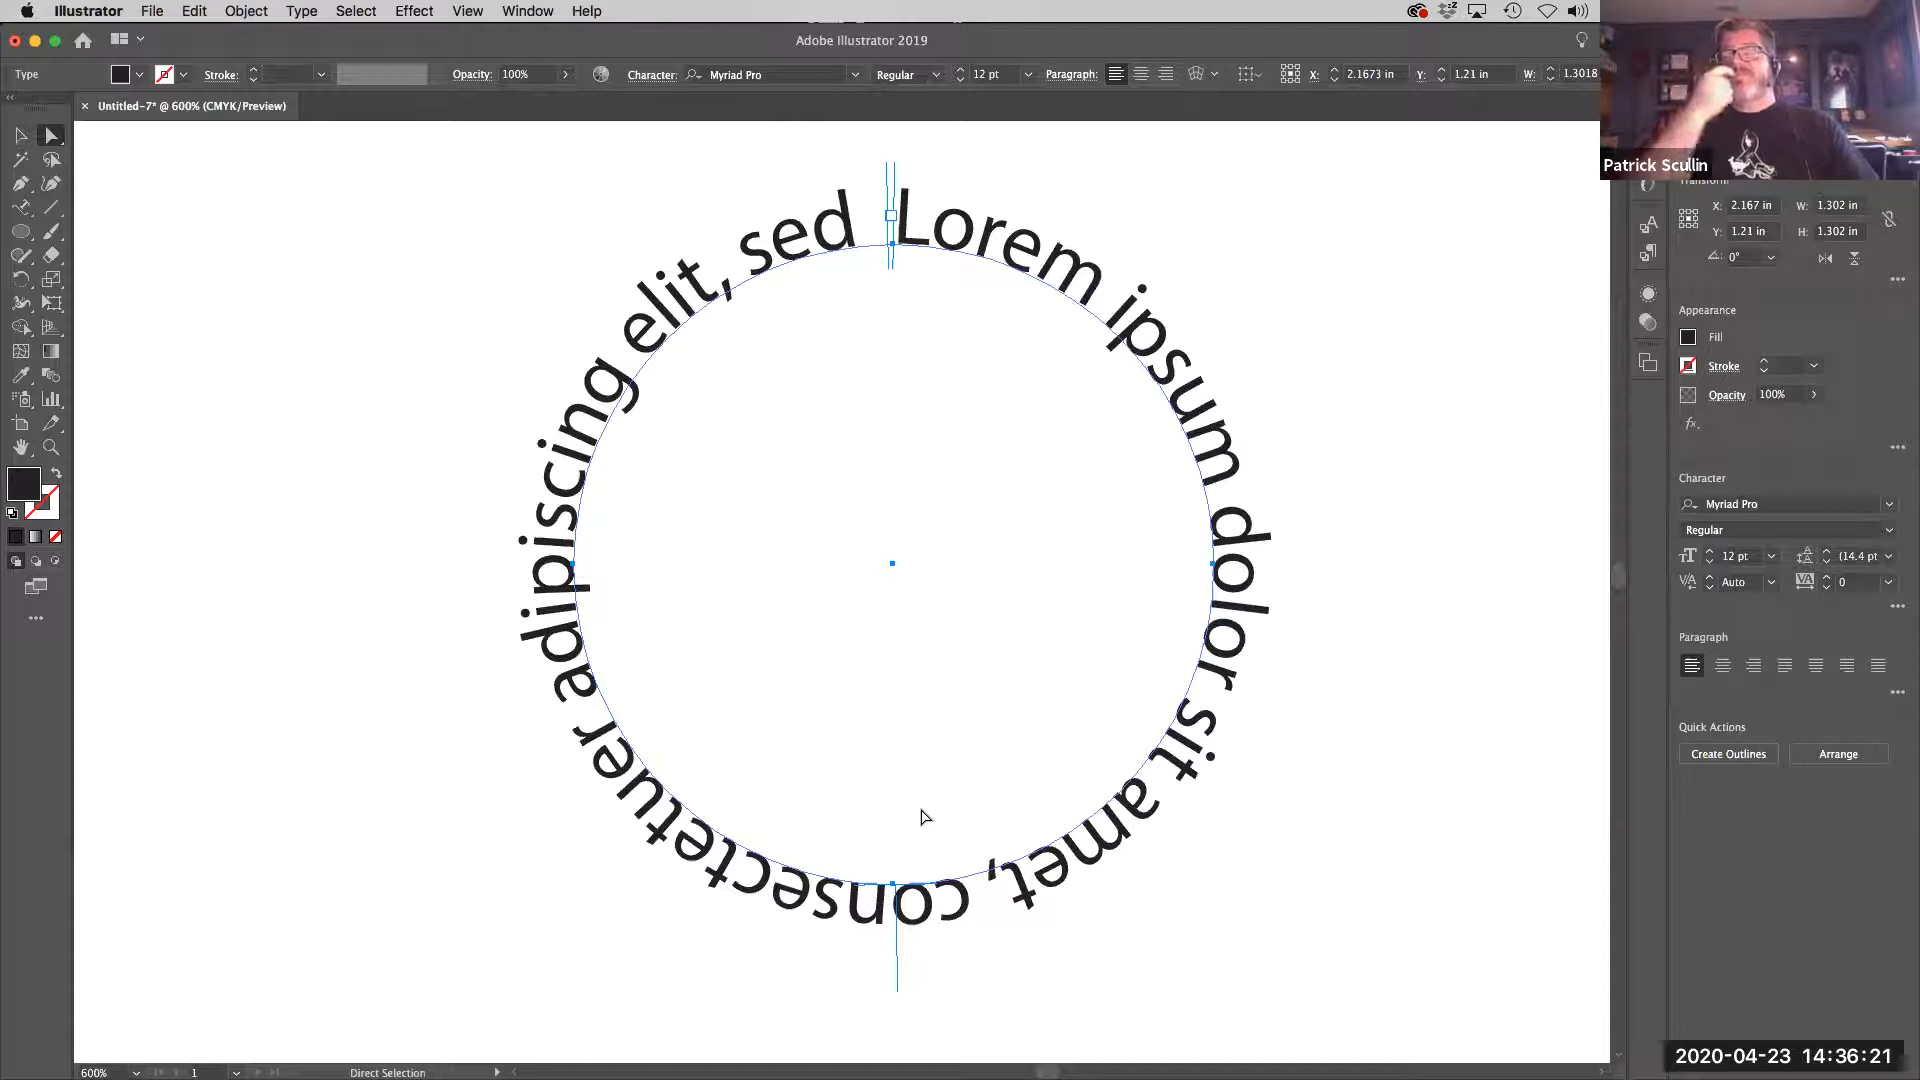 Illustrator File Edit Object Type Select Effect View Window Help
Adobe Illustrator 2019
Type Stroke: Opacity: 100% Character: Myriad Pro Regular 12 pt Paragraph: X: 2.1673 in Y: 1.21 in W: 1.3018
Untitled-7* @ 600% (CMYK/Preview)
Patrick Scullin
Transform
X: 2.167 in W: 1.302 in
Y: 1.21 in H: 1.302 in
0°
Appearance
Fill
Stroke
Opacity 100%
fx.
Character
Myriad Pro
Regular
12 pt (14.4 pt
Auto 0
Paragraph
Quick Actions
Create Outlines Arrange
Lorem ipsum dolor sit amet, consectetuer adipiscing elit, sed
600% 1 Direct Selection
2020-04-23 14:36:21